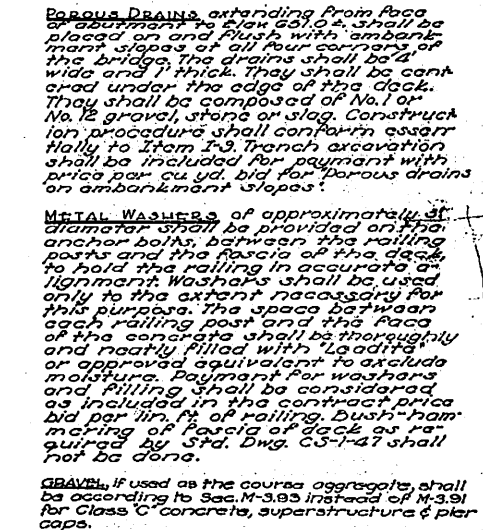 POROUS DRAINS extending from face
of abutment to Elev. 651.0±, shall be
placed on and flush with embank-
ment slopes at all four corners of
the bridge. The drains shall be 4'
wide and 1' thick. They shall be cent-
ered under the edge of the deck.
They shall be composed of No. 1 or
No. 12 gravel, stone or slag. Construct
ion procedure shall conform essen
tially to Item I-9. Trench excavation
shall be included for payment with
price per cu. yd. bid for "Porous drains
on embankment slopes".
METAL WASHERS of approximately
diameter shall be provided on the
anchor bolts, between the railing
posts and the fascia of the deck,
to hold the railing in accurate a-
lignment. Washers shall be used
only to the extent necessary for
this purpose. The space between
each railing post and the face
of the concrete shall be thoroughly
and neatly filled with "Leadite"
or approved equivalent to exclude
moisture. Payment for washers
and filling shall be considered
as included in the contract price
bid per lin. ft. of railing. Bush-ham-
mering of fascia of deck as re-
quired by Std. Dwg. CS-1-47 shall
not be done.
GRAVEL, if used as the course aggregate, shall
be according to Sec. M-3.93 instead of M-3.91
for Class "C" concrete, superstructure & pier
caps.